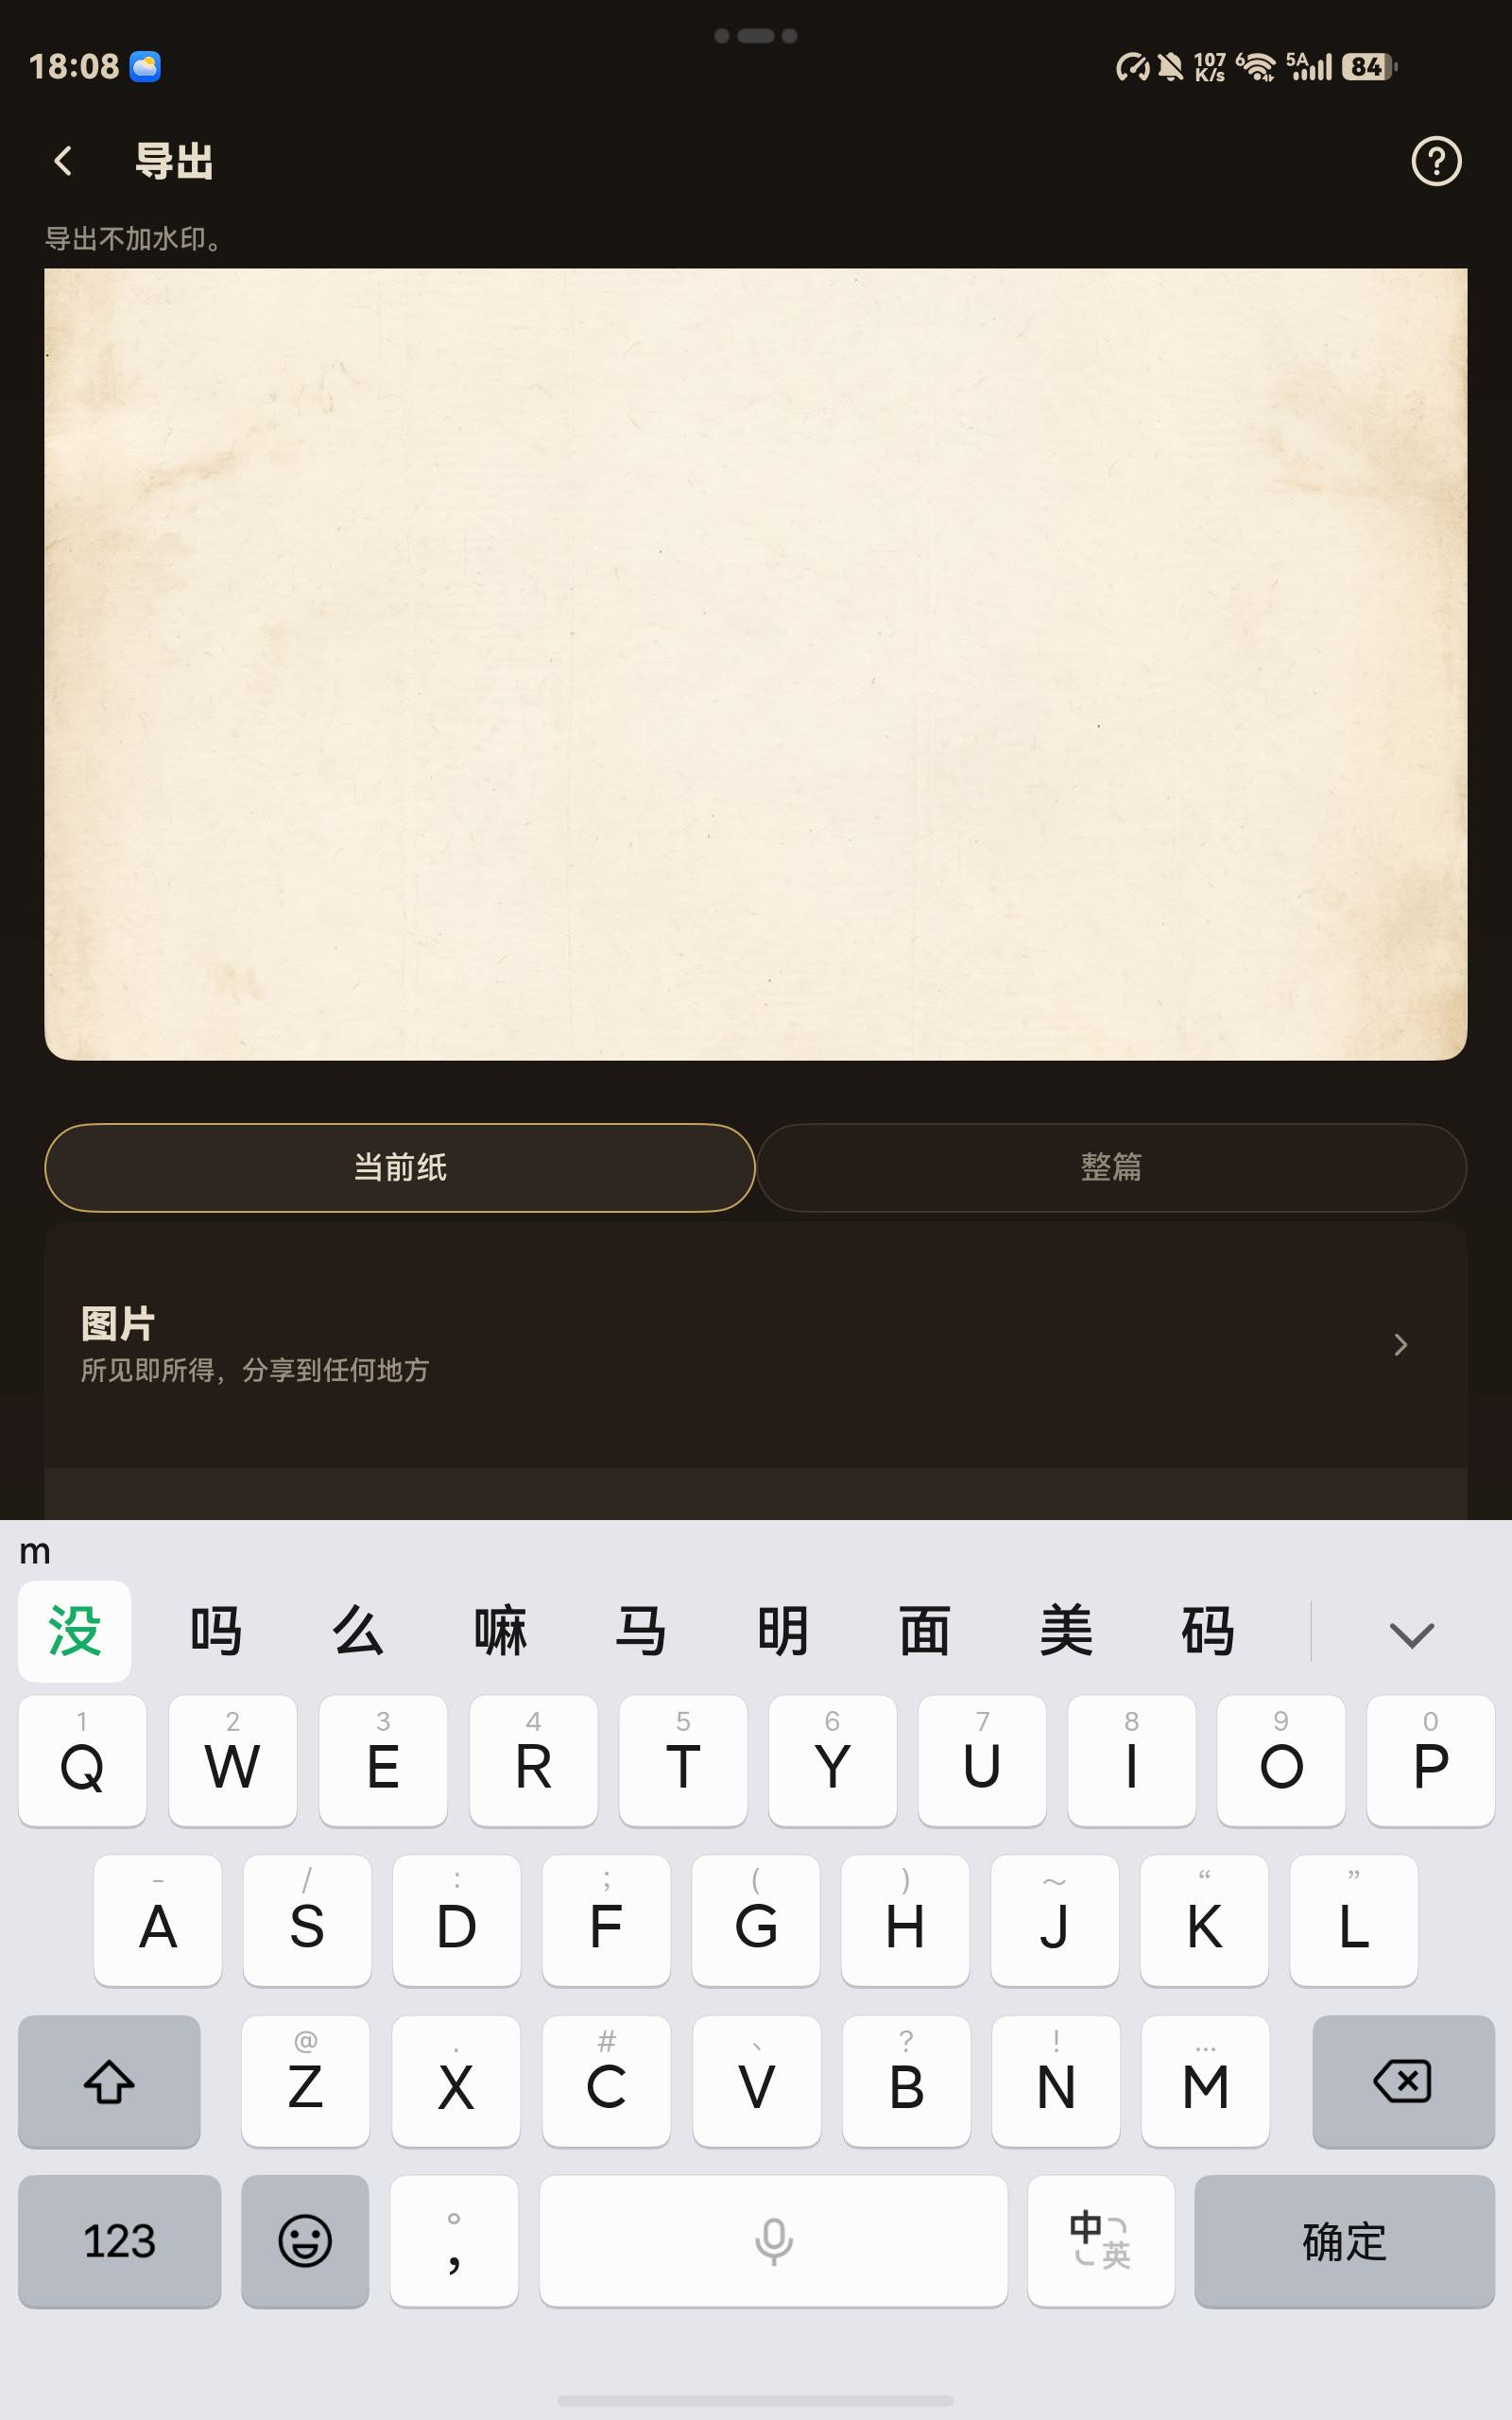 18:08 107 K/s 6 5A 84
导出
导出不加水印。
当前纸 整篇
图片
所见即所得，分享到任何地方
m
没 吗 么 嘛 马 明 面 美 码
1 2 3 4 5 6 7 8 9 0
Q W E R T Y U I O P
- / : ; ( ) ~ “ ”
A S D F G H J K L
@ . # 、 ? ! …
Z X C V B N M
123 。 ， 中 英 确定